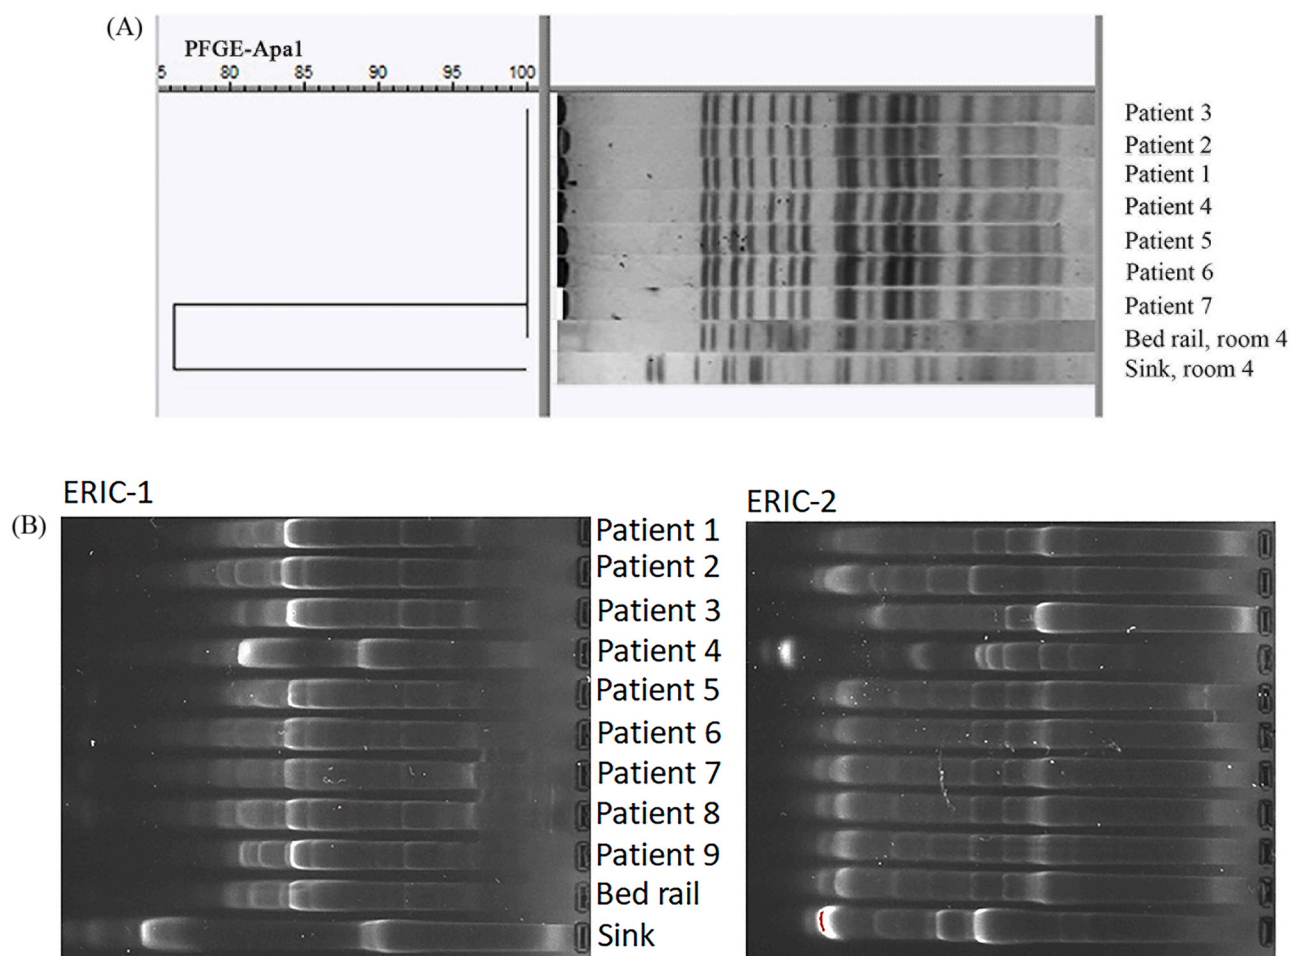 (A)
PFGE-Apa1
5 80 85 90 95 100
Patient 3
Patient 2
Patient 1
Patient 4
Patient 5
Patient 6
Patient 7
Bed rail, room 4
Sink, room 4
(B)
ERIC-1
ERIC-2
Patient 1
Patient 2
Patient 3
Patient 4
Patient 5
Patient 6
Patient 7
Patient 8
Patient 9
Bed rail
Sink